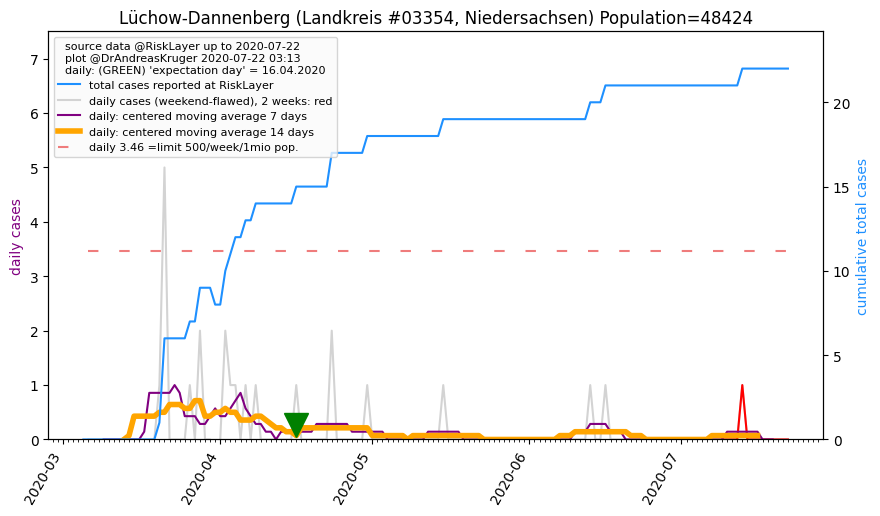 Lüchow-Dannenberg (Landkreis #03354, Niedersachsen) Population=48424
source data @RiskLayer up to 2020-07-22
plot @DrAndreasKruger 2020-07-22 03:13
daily: (GREEN) 'expectation day' = 16.04.2020
total cases reported at RiskLayer
daily cases (weekend-flawed), 2 weeks: red
daily: centered moving average 7 days
daily: centered moving average 14 days
daily 3.46 =limit 500/week/1mio pop.
daily cases
7
6
5
4
3
2
1
0
20
15
10
5
0
cumulative total cases
2020-03
2020-04
2020-05
2020-06
2020-07